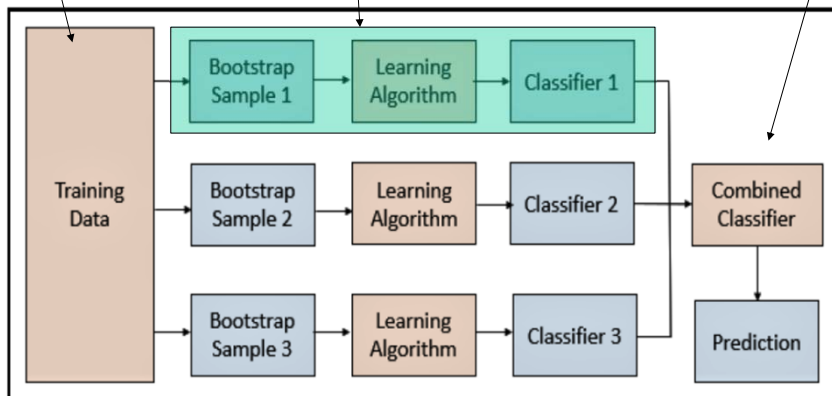 Training
Data
Bootstrap
Sample 1
Learning
Algorithm
Classifier 1
Bootstrap
Sample 2
Learning
Algorithm
Classifier 2
Bootstrap
Sample 3
Learning
Algorithm
Classifier 3
Combined
Classifier
Prediction